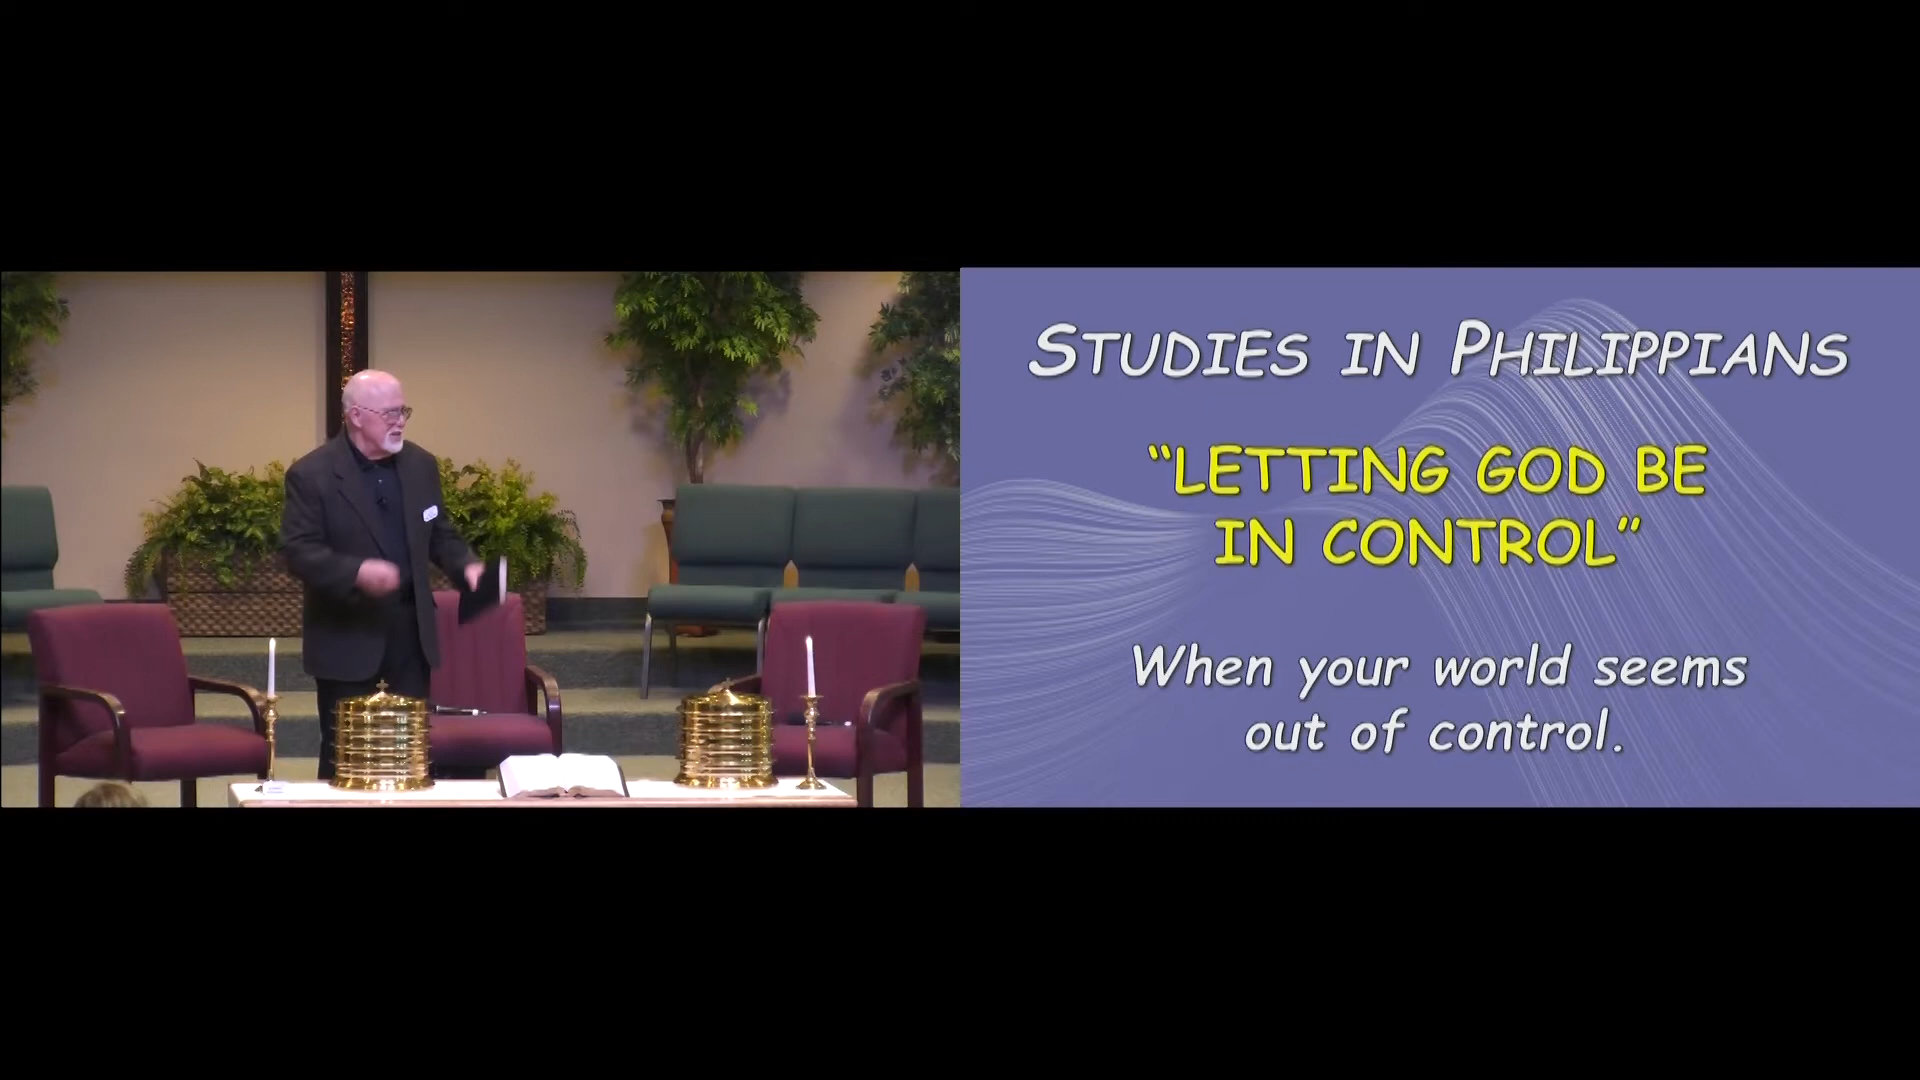 STUDIES IN PHILIPPIANS
“LETTING GOD BE
IN CONTROL”
When your world seems
out of control.